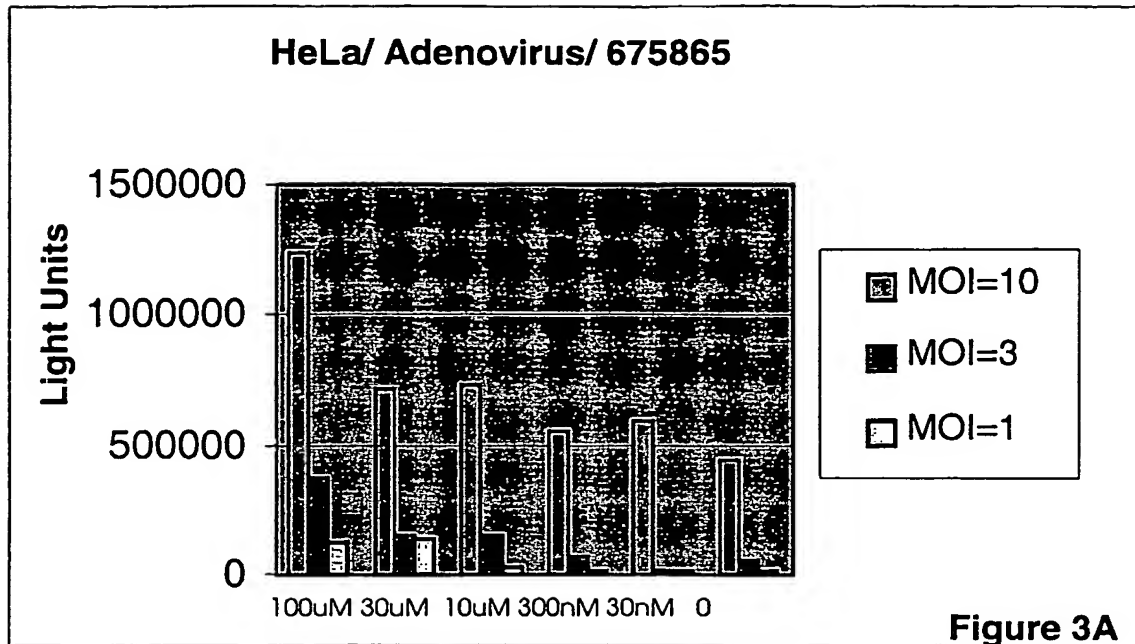 HeLa/ Adenovirus/ 675865
Light Units
1500000
1000000
500000
0
100uM 30uM 10uM 300nM 30nM 0
MOI=10
MOI=3
MOI=1
Figure 3A